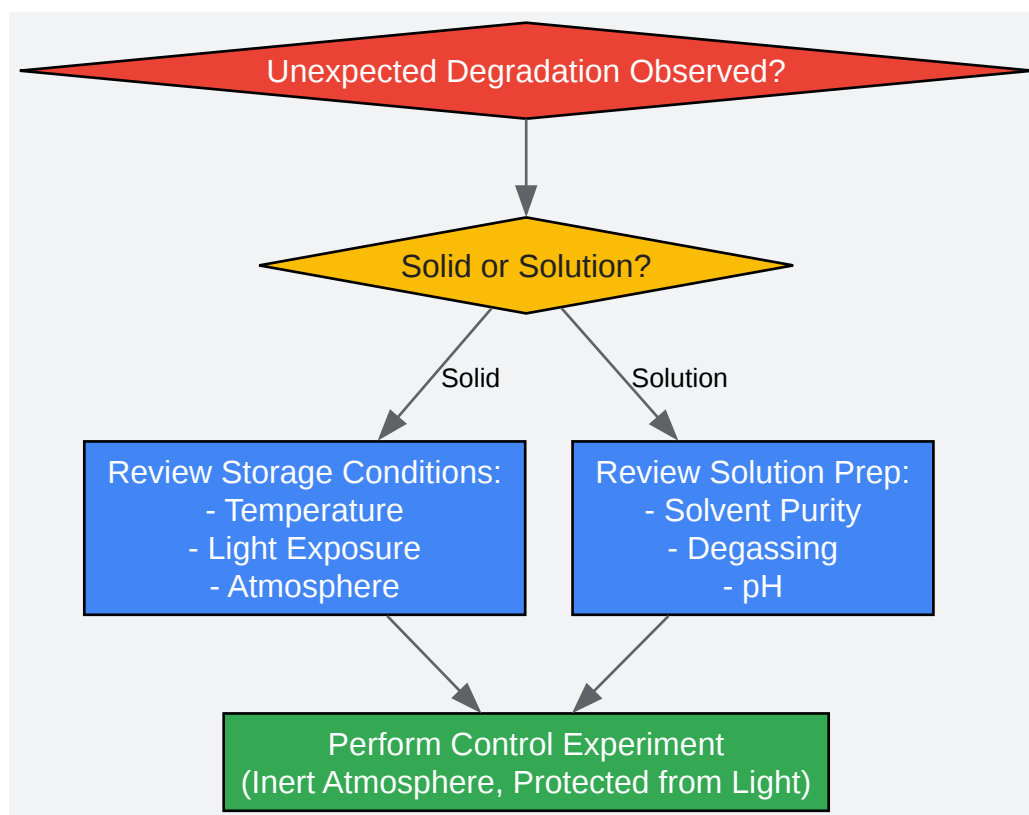 Unexpected Degradation Observed?
Solid or Solution?
Solid
Solution
Review Storage Conditions:
- Temperature
- Light Exposure
- Atmosphere
Review Solution Prep:
- Solvent Purity
- Degassing
- pH
Perform Control Experiment
(Inert Atmosphere, Protected from Light)